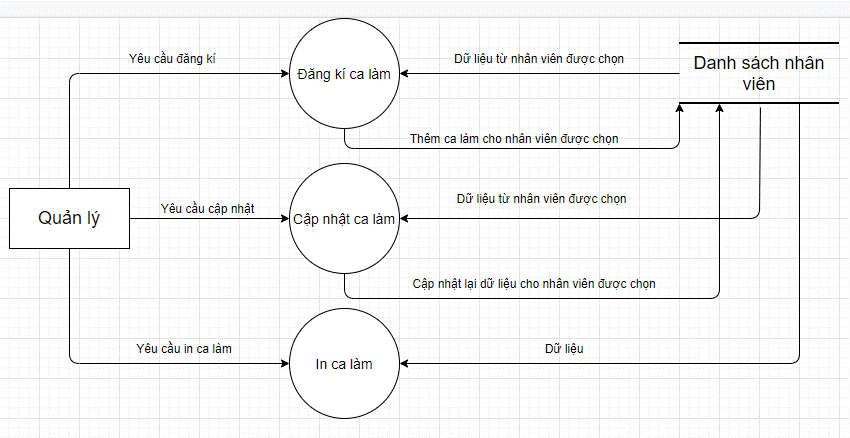 Yêu cầu đăng kí
Đăng kí ca làm
Dữ liệu từ nhân viên được chọn
Danh sách nhân
viên
Thêm ca làm cho nhân viên được chọn
Quản lý
Yêu cầu cập nhật
Cập nhật ca làm
Dữ liệu từ nhân viên được chọn
Cập nhật lại dữ liệu cho nhân viên được chọn
Yêu cầu in ca làm
In ca làm
Dữ liệu